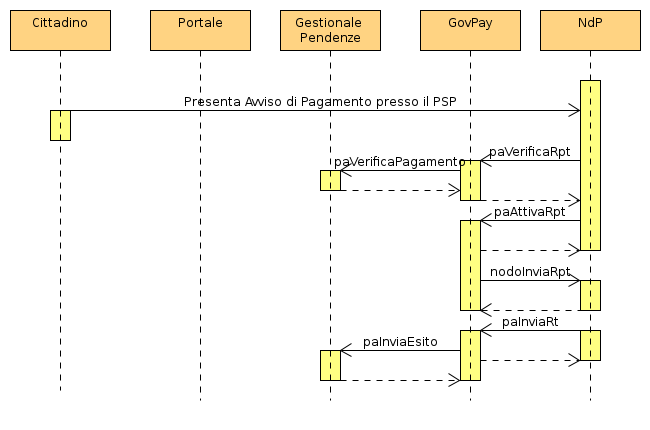 Cittadino
Portale
Gestionale
Pendenze
GovPay
NdP
Presenta Avviso di Pagamento presso il PSP
paVerificaRpt
paVerificaPagamento
paAttivaRpt
nodoInviaRpt
paInviaRt
paInviaEsito